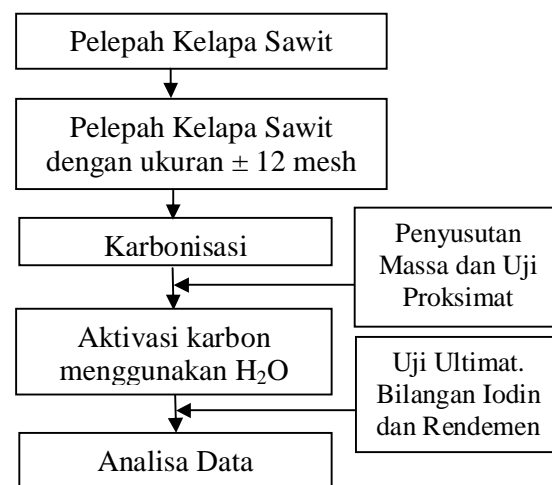 Pelepah Kelapa Sawit
Pelepah Kelapa Sawit
dengan ukuran ± 12 mesh
Karbonisasi
Penyusutan
Massa dan Uji
Proksimat
Aktivasi karbon
menggunakan H₂O
Uji Ultimat.
Bilangan Iodin
dan Rendemen
Analisa Data